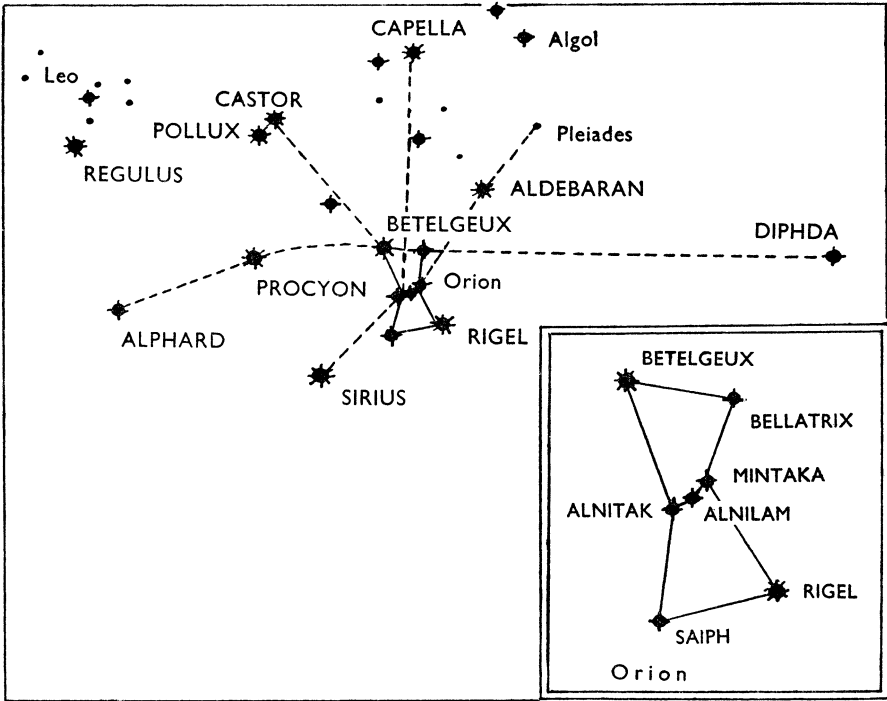 CAPELLA
Algol
Leo
CASTOR
POLLUX
Pleiades
REGULUS
ALDEBARAN
BETELGEUX
DIPHDA
PROCYON
Orion
ALPHARD
RIGEL
SIRIUS
BETELGEUX
BELLATRIX
MINTAKA
ALNITAK
ALNILAM
RIGEL
SAIPH
Orion